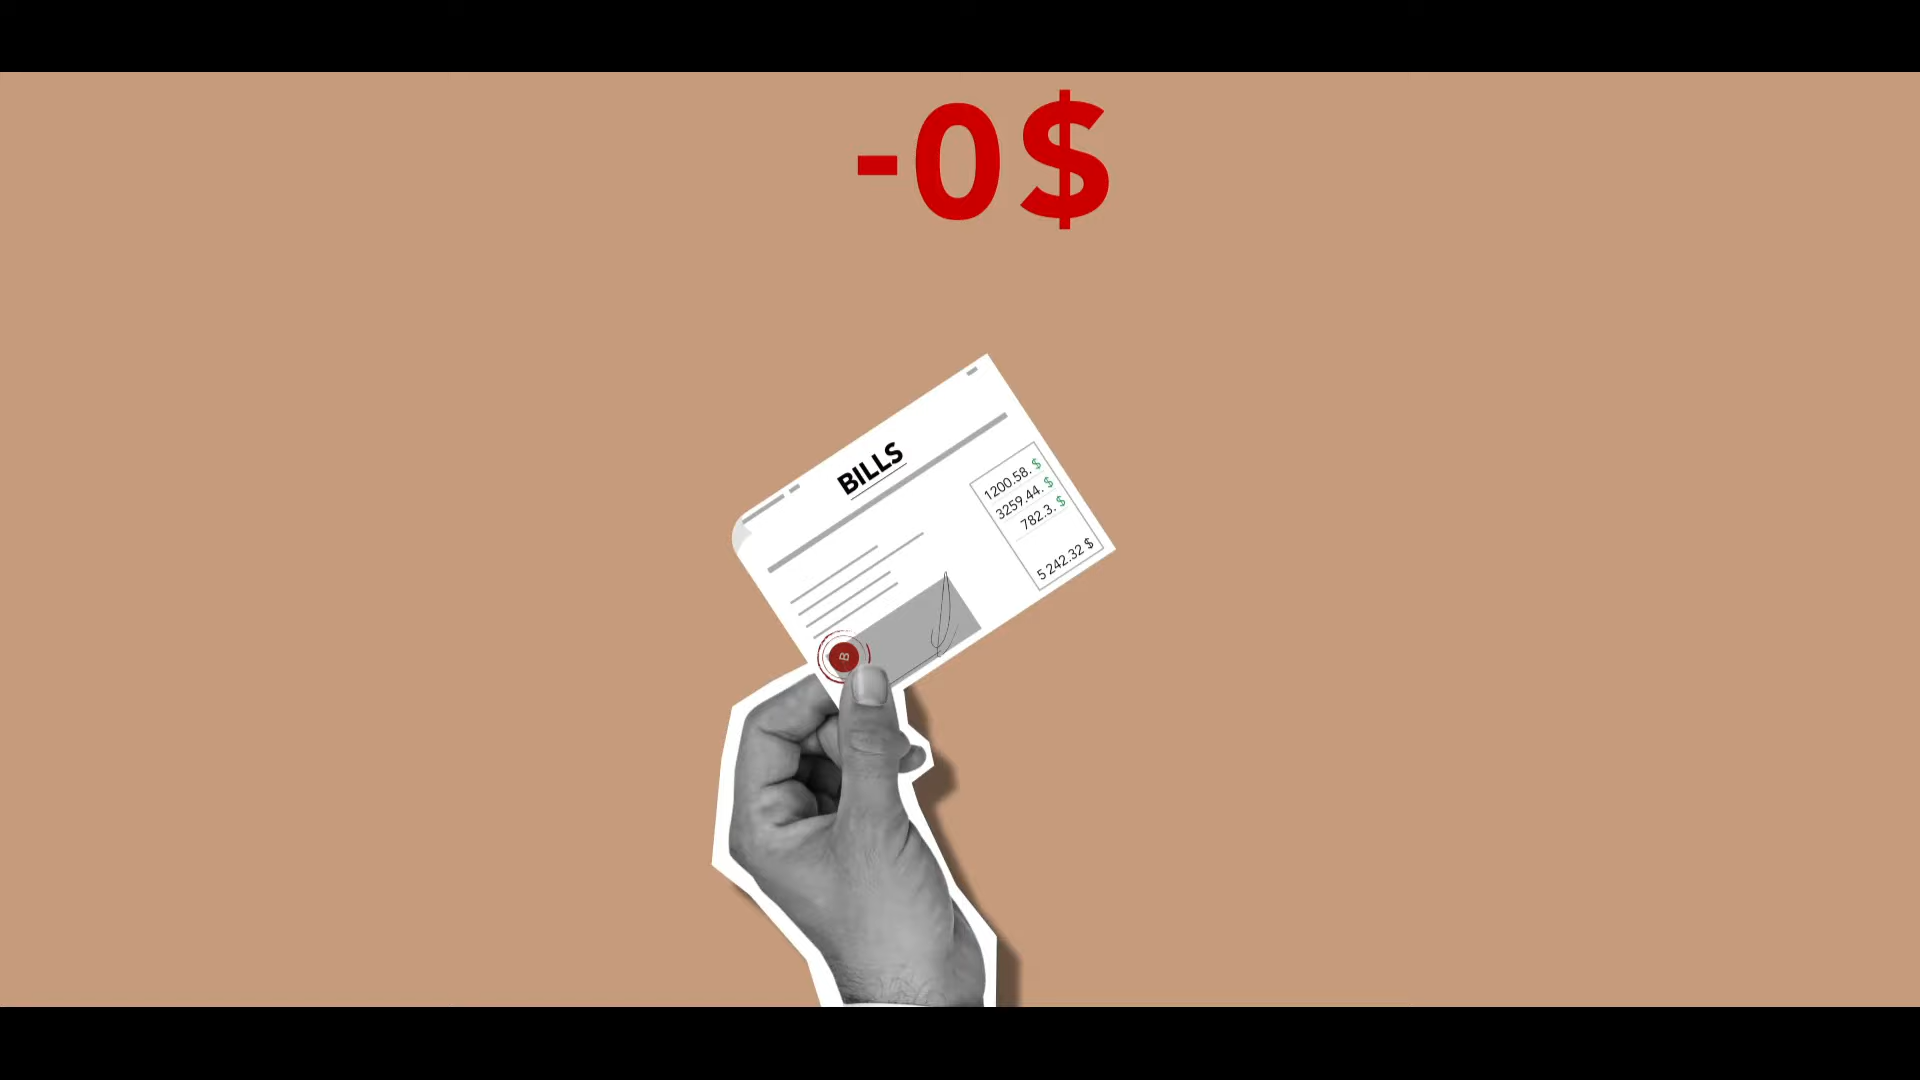 -0$
BILLS
1200.58. $
3259.44. $
782.3. $
5 242.32 $
B